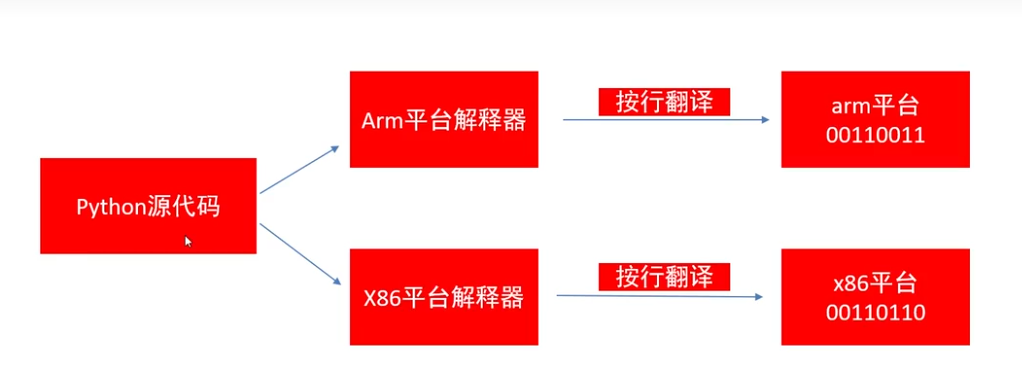 Python源代码
Arm平台解释器
按行翻译
arm平台
00110011
X86平台解释器
按行翻译
x86平台
00110110